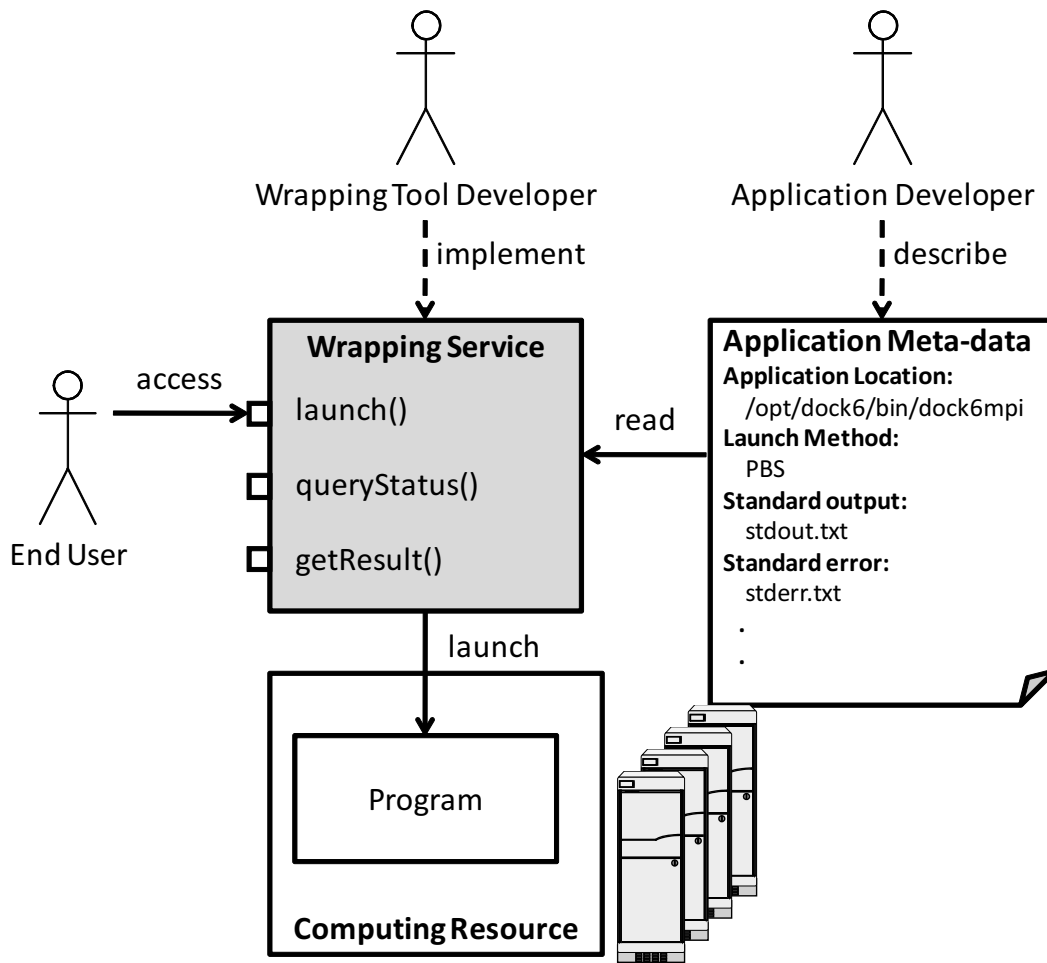 Wrapping Tool Developer
Application Developer
implement
describe
Wrapping Service
launch()
queryStatus()
getResult()
access
End User
read
Application Meta-data
Application Location:
/opt/dock6/bin/dock6mpi
Launch Method:
PBS
Standard output:
stdout.txt
Standard error:
stderr.txt
.
.
launch
Program
Computing Resource